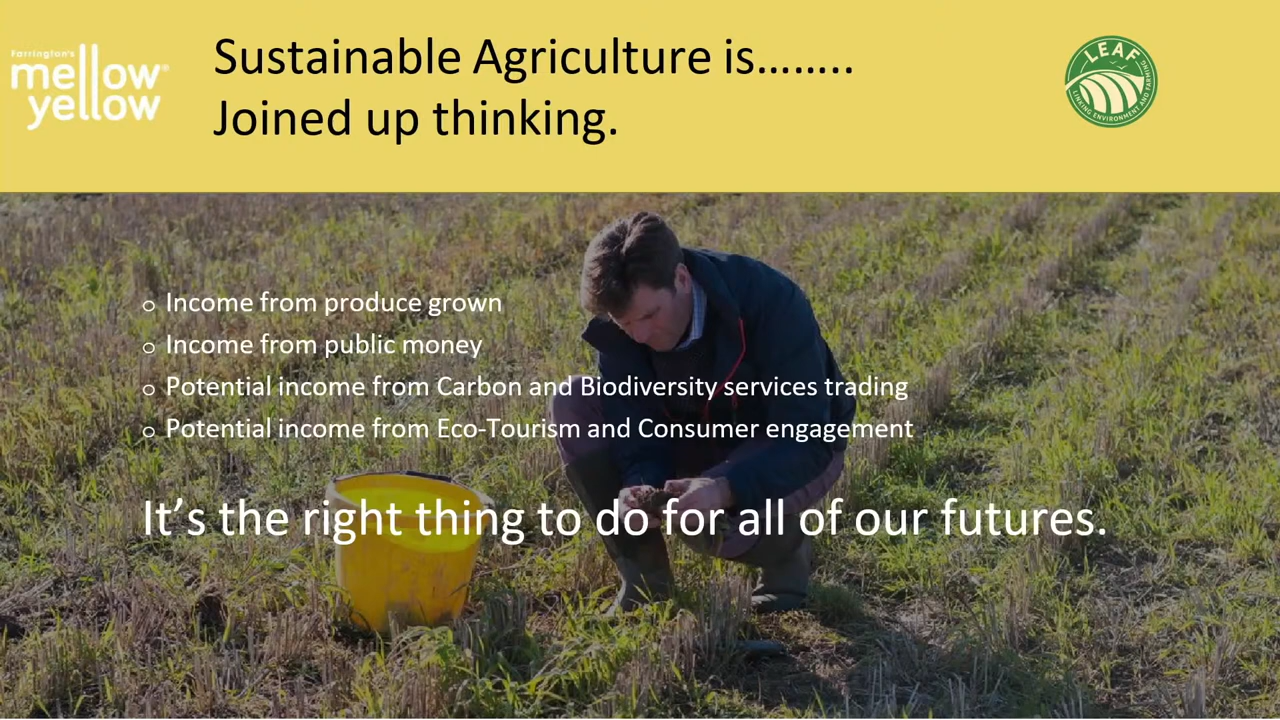 Farrington's
mellow®
yellow
Sustainable Agriculture is……..
Joined up thinking.
LEAF
LINKING ENVIRONMENT AND FARMING
o Income from produce grown
o Income from public money
o Potential income from Carbon and Biodiversity services trading
o Potential income from Eco-Tourism and Consumer engagement
It’s the right thing to do for all of our futures.